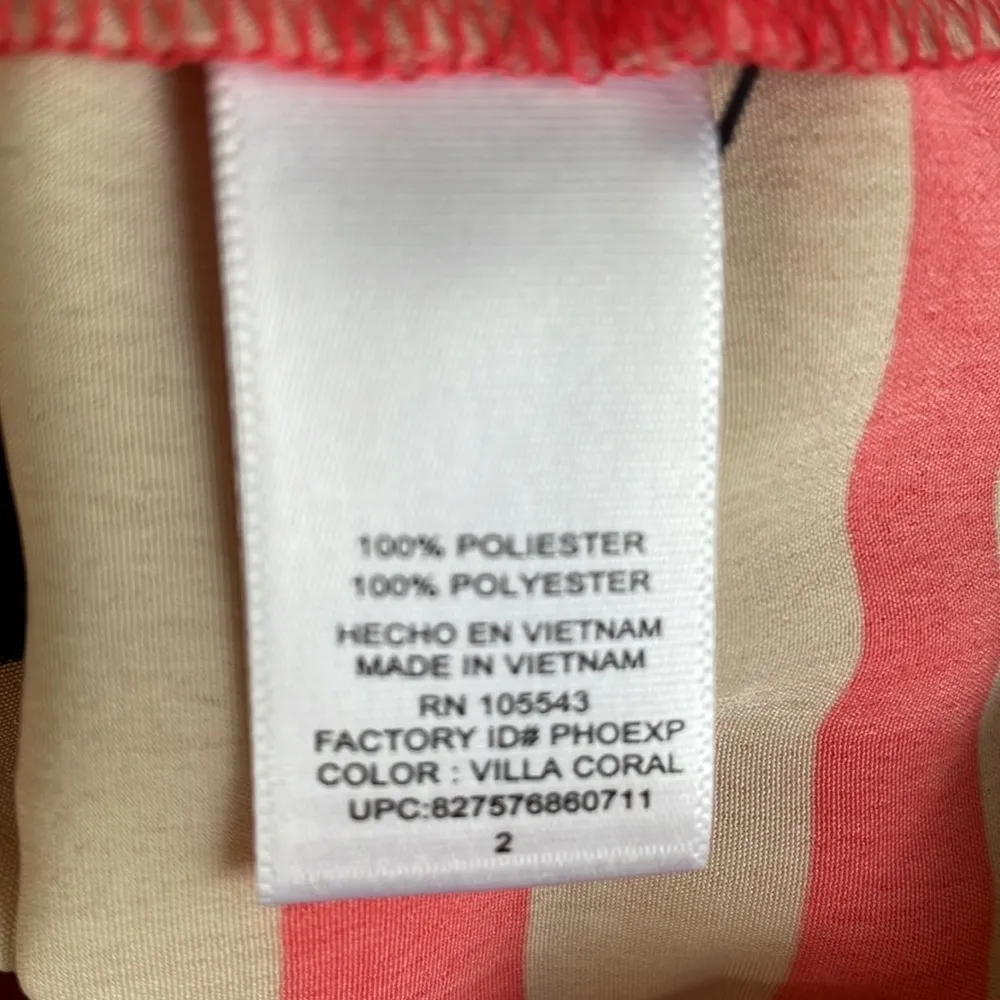 100% POLIESTER
100% POLYESTER
HECHO EN VIETNAM
MADE IN VIETNAM
RN 105543
FACTORY ID# PHOEXP
COLOR : VILLA CORAL
UPC:827576860711
2